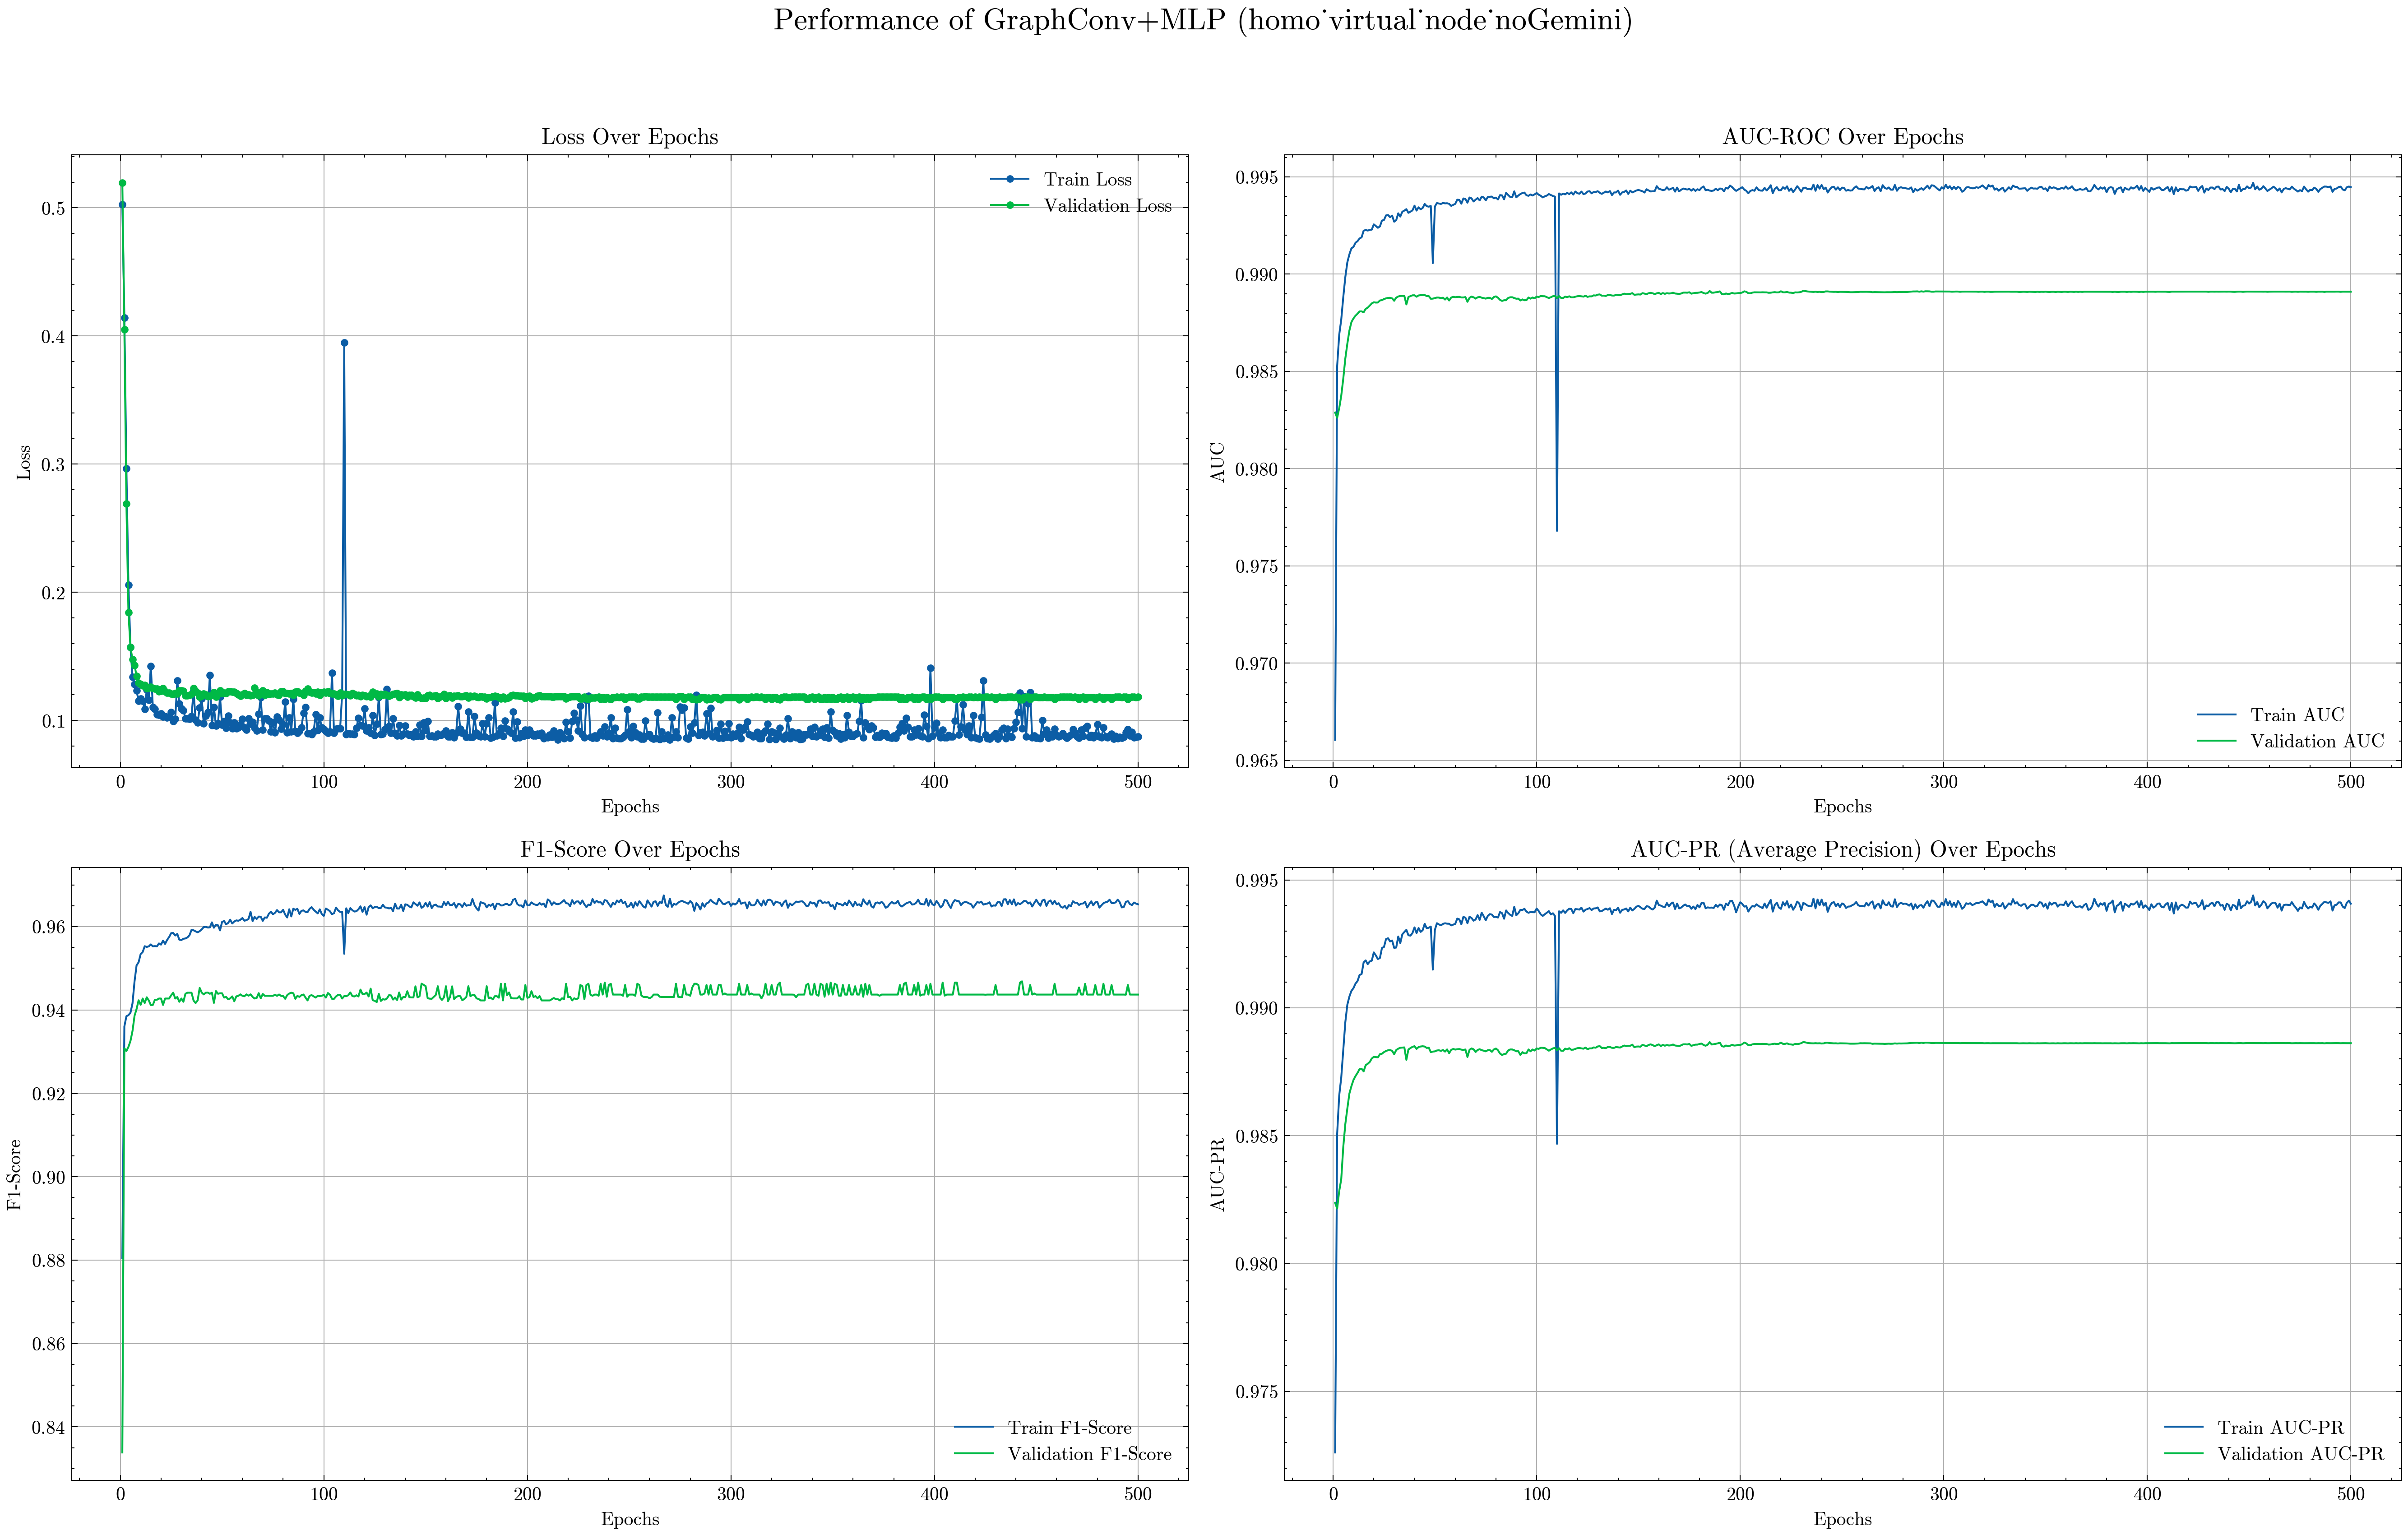 Performance of GraphConv+MLP (homo˙virtual˙node˙noGemini)
Loss Over Epochs
Train Loss
Validation Loss
0.5
0.4
0.3
0.2
0.1
Loss
0 100 200 300 400 500
Epochs
AUC-ROC Over Epochs
0.995
0.990
0.985
0.980
0.975
0.970
0.965
AUC
Train AUC
Validation AUC
0 100 200 300 400 500
Epochs
F1-Score Over Epochs
0.96
0.94
0.92
0.90
0.88
0.86
0.84
F1-Score
Train F1-Score
Validation F1-Score
0 100 200 300 400 500
Epochs
AUC-PR (Average Precision) Over Epochs
0.995
0.990
0.985
0.980
0.975
AUC-PR
Train AUC-PR
Validation AUC-PR
0 100 200 300 400 500
Epochs